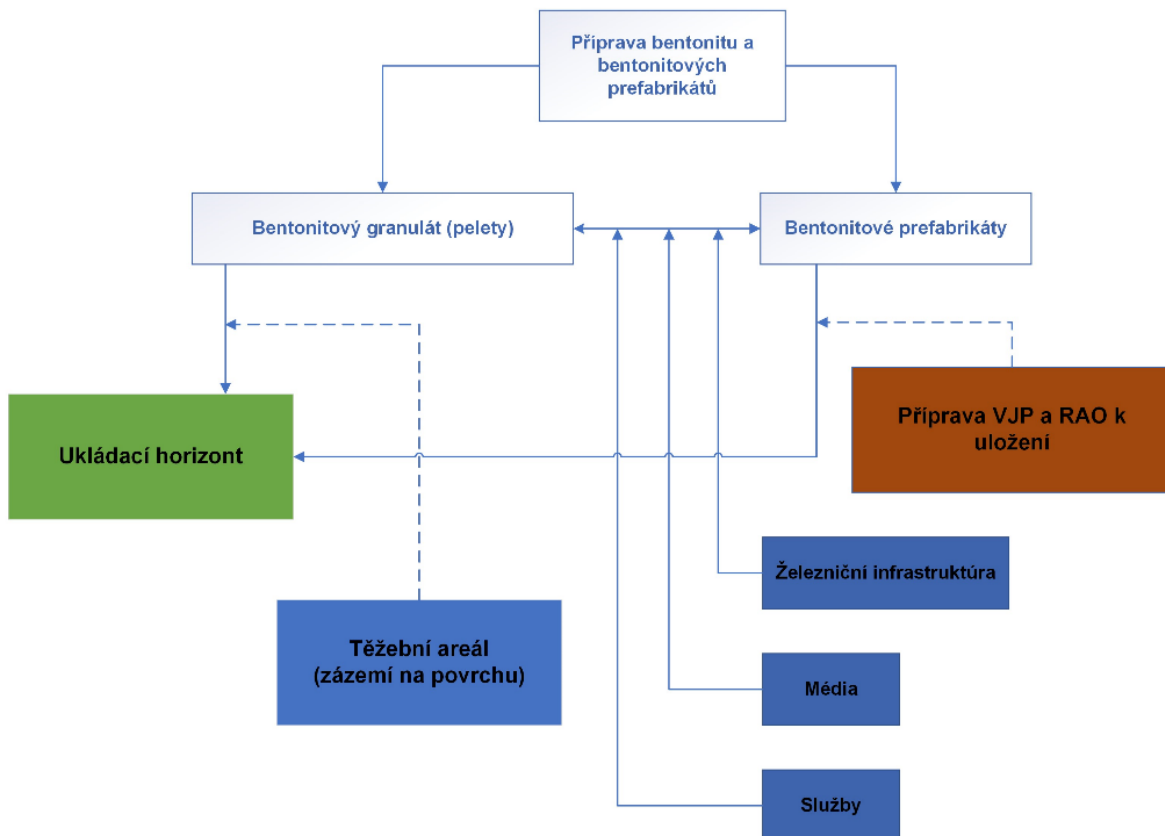 Příprava bentonitu a
bentonitových
prefabrikátů
Bentonitový granulát (pelety)
Bentonitové prefabrikáty
Ukládací horizont
Příprava VJP a RAO k
uložení
Železniční infrastruktúra
Těžební areál
(zázemí na povrchu)
Média
Služby